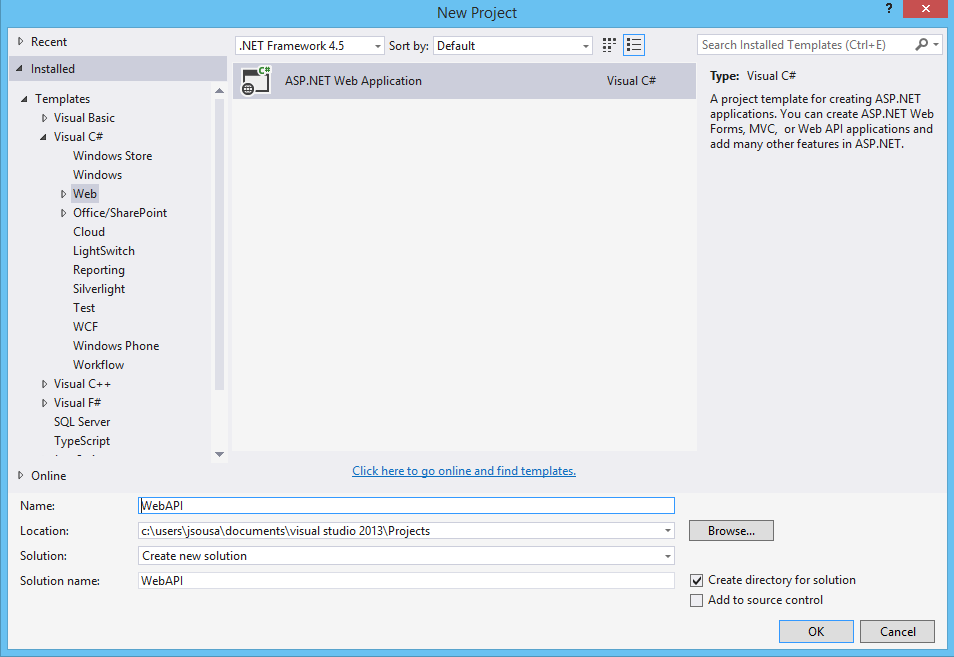 New Project
?
Recent
.NET Framework 4.5
Sort by:
Default
Search Installed Templates (Ctrl+E)
Installed
C#
ASP.NET Web Application
Visual C#
Type: Visual C#
A project template for creating ASP.NET
applications. You can create ASP.NET Web
Forms, MVC, or Web API applications and
add many other features in ASP.NET.
Templates
Visual Basic
Visual C#
Windows Store
Windows
Web
Office/SharePoint
Cloud
LightSwitch
Reporting
Silverlight
Test
WCF
Windows Phone
Workflow
Visual C++
Visual F#
SQL Server
TypeScript
Online
Click here to go online and find templates.
Name:
WebAPI
Location:
c:\users\jsousa\documents\visual studio 2013\Projects
Browse...
Solution:
Create new solution
Solution name:
WebAPI
Create directory for solution
Add to source control
OK
Cancel